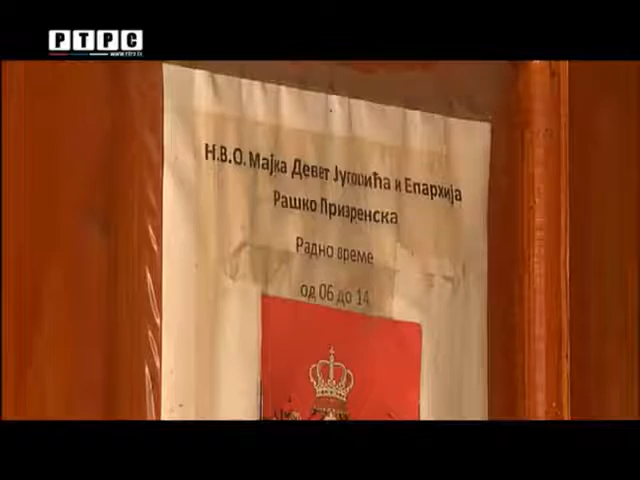 РТРС
Н.В.О. Мајка Девет Југовића и Епархија
Рашко Призренска
Радно време
од 06 до 14